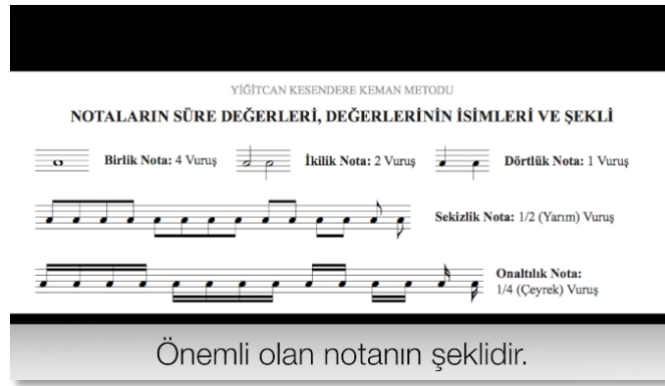 YİĞİTCAN KESENDERE KEMAN METODU
NOTALARIN SÜRE DEĞERLERİ, DEĞERLERİNİN İSİMLERİ VE ŞEKLİ
Birlik Nota: 4 Vuruş İkilik Nota: 2 Vuruş Dörtlük Nota: 1 Vuruş
Sekizlik Nota: 1/2 (Yarım) Vuruş
Onaltılık Nota:
1/4 (Çeyrek) Vuruş
Önemli olan notanın şeklidir.